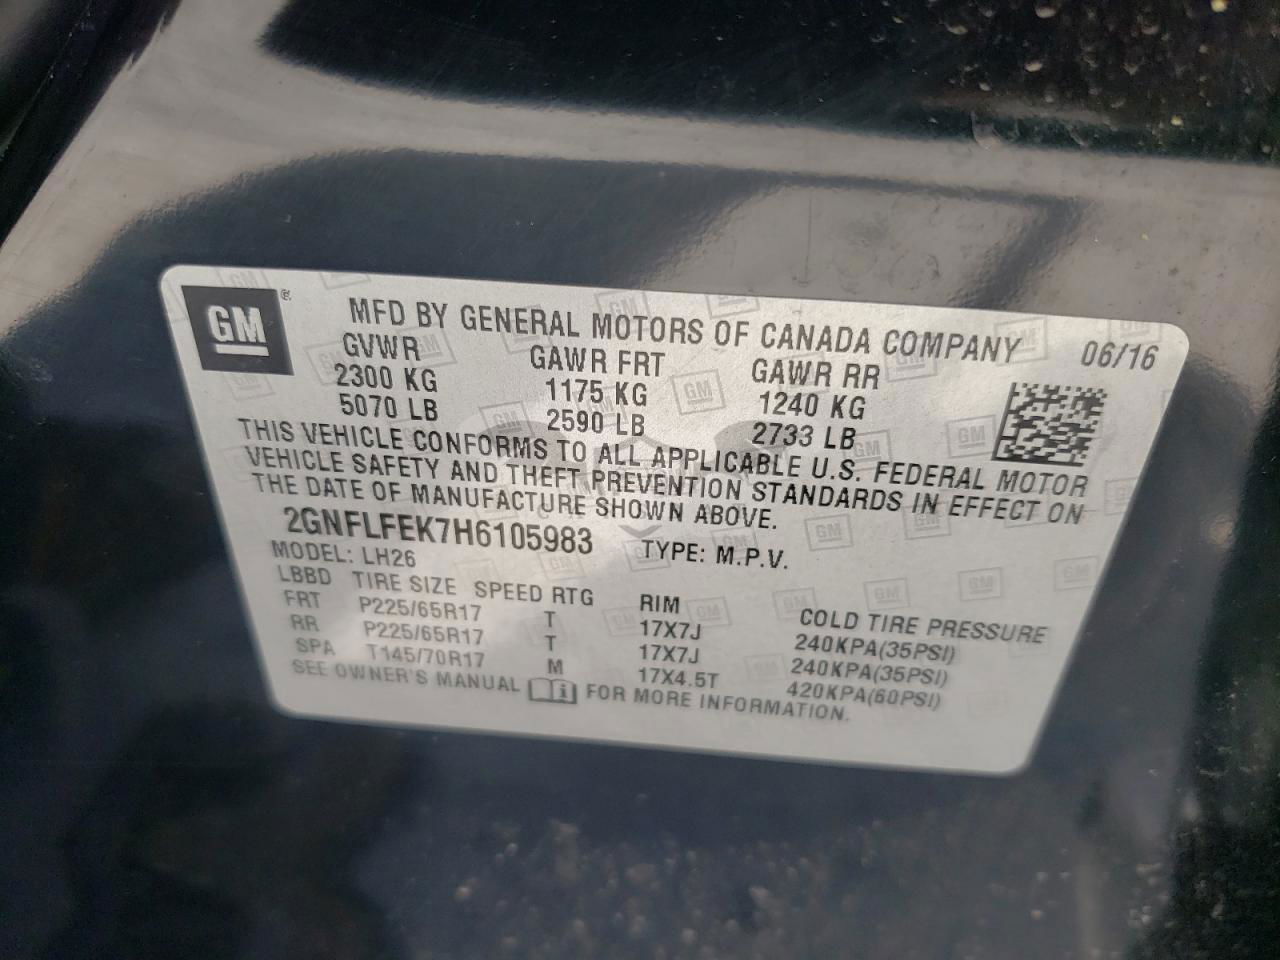 GM ®
MFD BY GENERAL MOTORS OF CANADA COMPANY 06/16
GVWR GAWR FRT GAWR RR
2300 KG 1175 KG 1240 KG
5070 LB 2590 LB 2733 LB
THIS VEHICLE CONFORMS TO ALL APPLICABLE U.S. FEDERAL MOTOR
VEHICLE SAFETY AND THEFT PREVENTION STANDARDS IN EFFECT ON
THE DATE OF MANUFACTURE SHOWN ABOVE.
2GNFLFEK7H6105983 TYPE: M.P.V.
MODEL: LH26
LBBD TIRE SIZE SPEED RTG RIM COLD TIRE PRESSURE
FRT P225/65R17 T 17X7J 240KPA(35PSI)
RR P225/65R17 T 17X7J 240KPA(35PSI)
SPA T145/70R17 M 17X4.5T 420KPA(60PSI)
SEE OWNER'S MANUAL i FOR MORE INFORMATION.